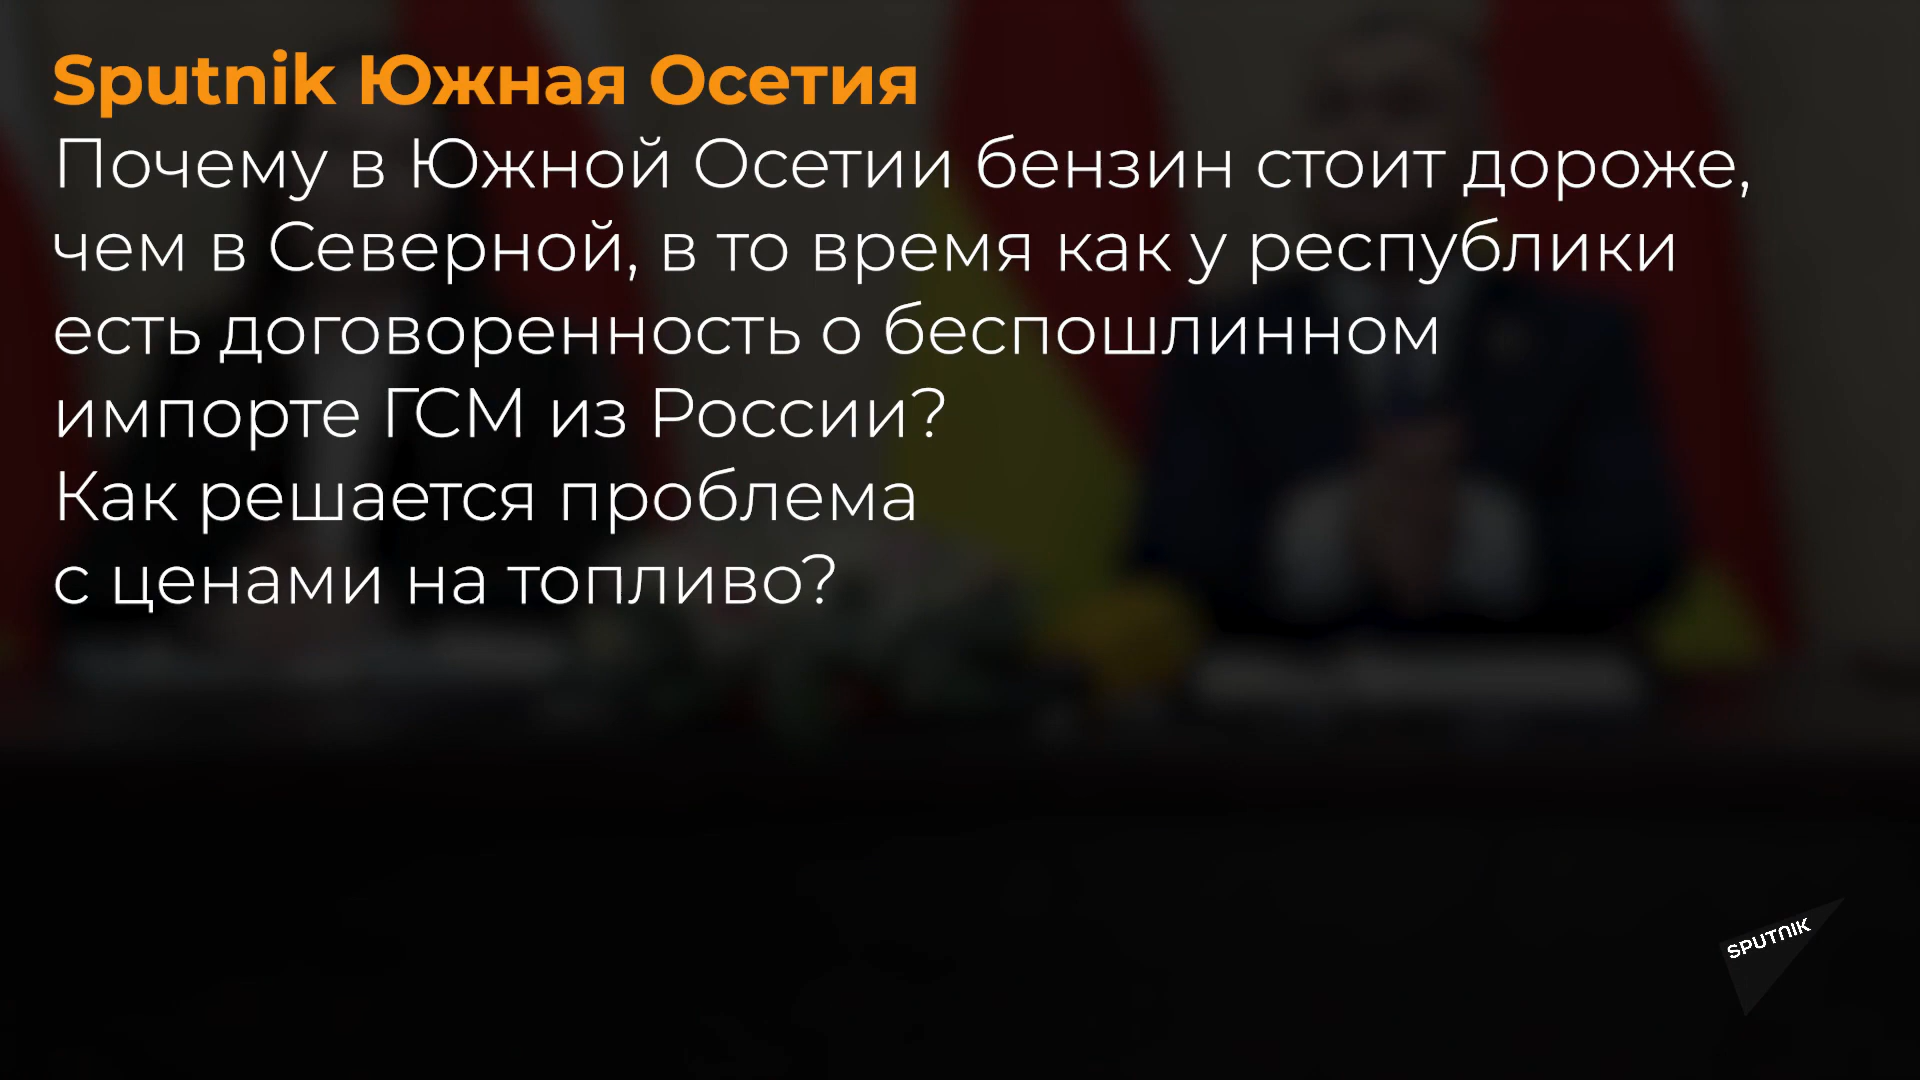 Sputnik Южная Осетия
Почему в Южной Осетии бензин стоит дороже,
чем в Северной, в то время как у республики
есть договоренность о беспошлинном
импорте ГСМ из России?
Как решается проблема
с ценами на топливо?
SPUTNIK